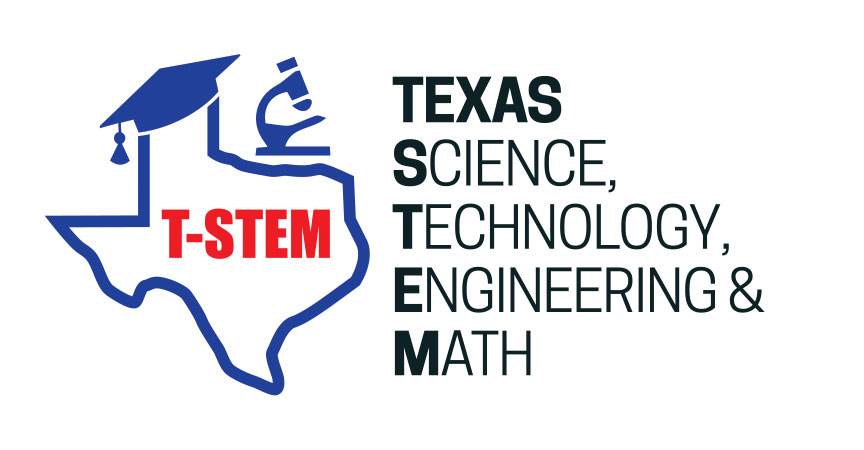 T-STEM
TEXAS
SCIENCE,
TECHNOLOGY,
ENGINEERING &
MATH